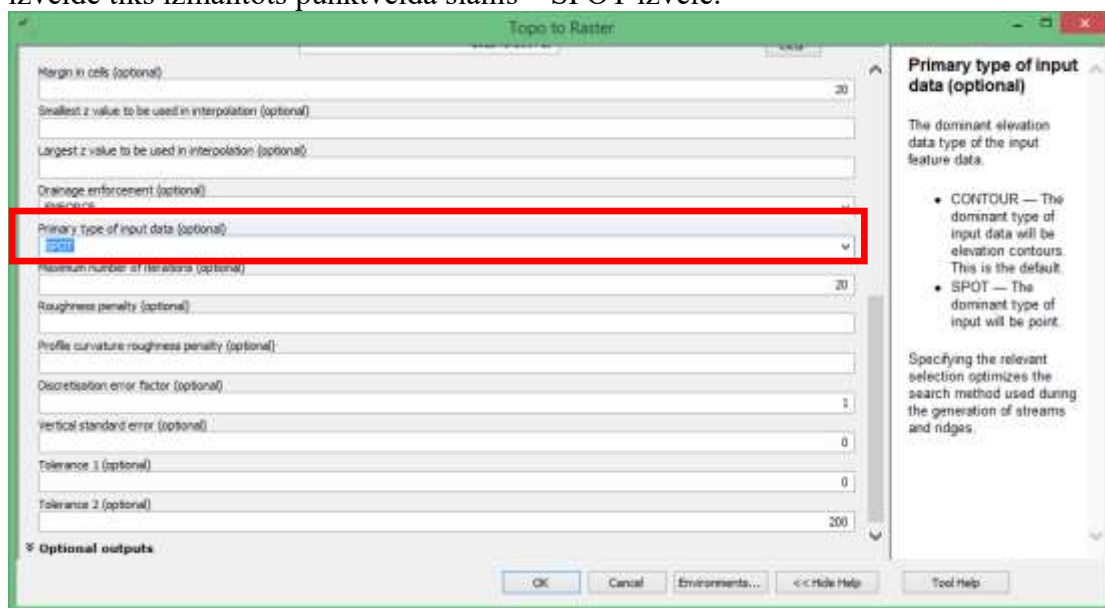 izvēlde tiks izmantots punktveida slānis – SPOT izvēle.
Topo to Raster
Margin in cells (optional)
20
Smallest z value to be used in interpolation (optional)
Largest z value to be used in interpolation (optional)
Drainage enforcement (optional)
ENFORCE
Primary type of input data (optional)
SPOT
Maximum number of iterations (optional)
20
Roughness penalty (optional)
Profile curvature roughness penalty (optional)
Discretisation error factor (optional)
1
Vertical standard error (optional)
0
Tolerance 1 (optional)
0
Tolerance 2 (optional)
200
Optional outputs
OK
Cancel
Environments...
<< Hide Help
Tool Help
Primary type of input
data (optional)
The dominant elevation
data type of the input
feature data.
• CONTOUR — The
dominant type of
input data will be
elevation contours.
This is the default.
• SPOT — The
dominant type of
input will be point.
Specifying the relevant
selection optimizes the
search method used during
the generation of streams
and ridges.